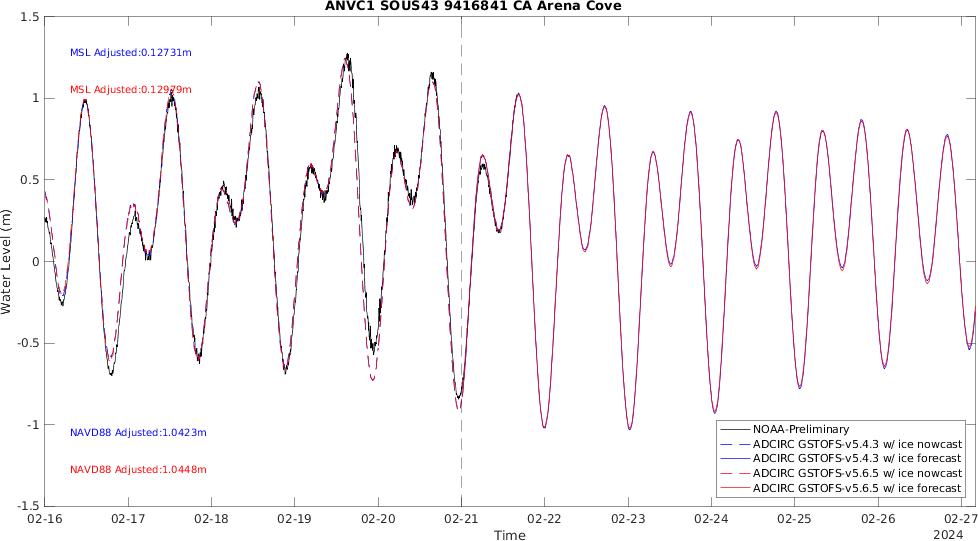 ANVC1 SOUS43 9416841 CA Arena Cove
1.5
MSL Adjusted:0.12731m
MSL Adjusted:0.12979m
1
0.5
0
-0.5
-1
-1.5
Water Level (m)
NAVD88 Adjusted:1.0423m
NAVD88 Adjusted:1.0448m
NOAA-Preliminary
ADCIRC GSTOFS-v5.4.3 w/ ice nowcast
ADCIRC GSTOFS-v5.4.3 w/ ice forecast
ADCIRC GSTOFS-v5.6.5 w/ ice nowcast
ADCIRC GSTOFS-v5.6.5 w/ ice forecast
02-16 02-17 02-18 02-19 02-20 02-21 02-22 02-23 02-24 02-25 02-26 02-27
Time
2024